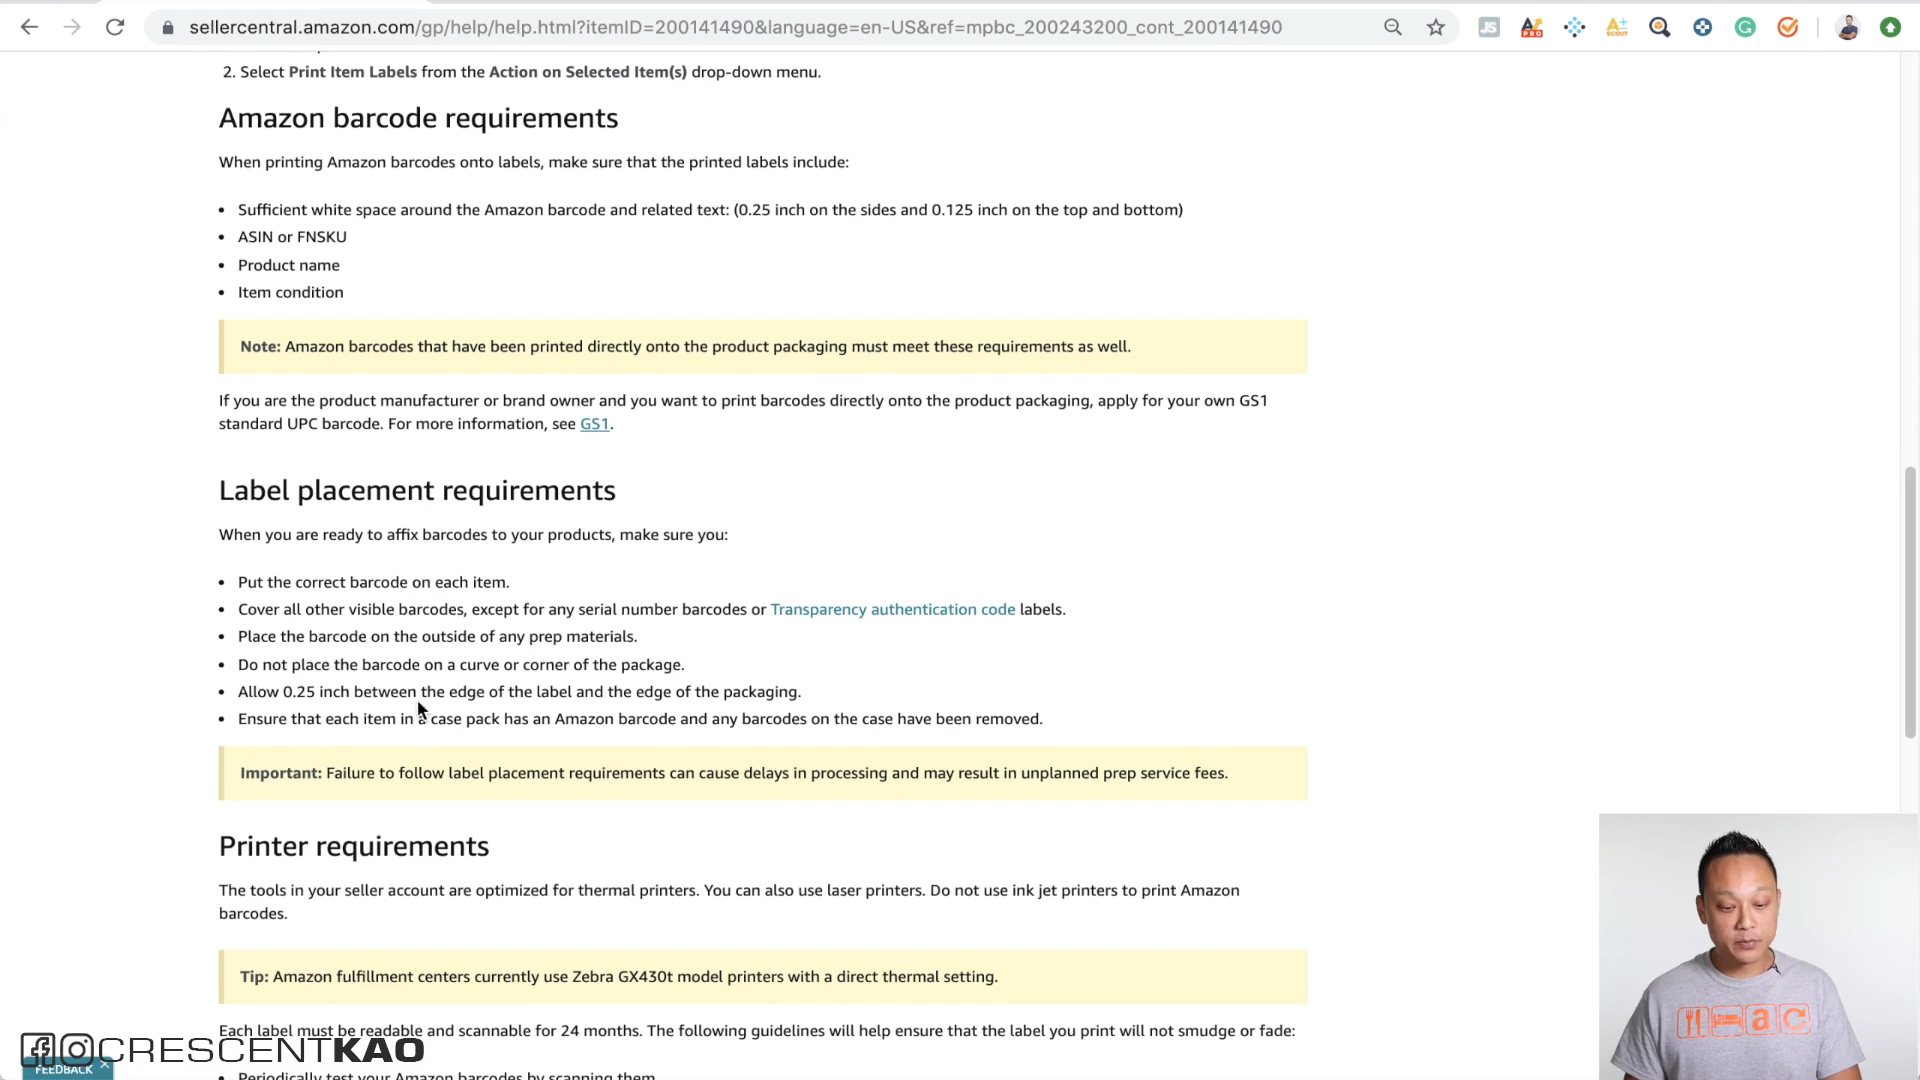 sellercentral.amazon.com/gp/help/help.html?itemID=200141490&language=en-US&ref=mpbc_200243200_cont_200141490
2. Select Print Item Labels from the Action on Selected Item(s) drop-down menu.
Amazon barcode requirements
When printing Amazon barcodes onto labels, make sure that the printed labels include:
• Sufficient white space around the Amazon barcode and related text: (0.25 inch on the sides and 0.125 inch on the top and bottom)
• ASIN or FNSKU
• Product name
• Item condition
Note: Amazon barcodes that have been printed directly onto the product packaging must meet these requirements as well.
If you are the product manufacturer or brand owner and you want to print barcodes directly onto the product packaging, apply for your own GS1
standard UPC barcode. For more information, see GS1.
Label placement requirements
When you are ready to affix barcodes to your products, make sure you:
• Put the correct barcode on each item.
• Cover all other visible barcodes, except for any serial number barcodes or Transparency authentication code labels.
• Place the barcode on the outside of any prep materials.
• Do not place the barcode on a curve or corner of the package.
• Allow 0.25 inch between the edge of the label and the edge of the packaging.
• Ensure that each item in a case pack has an Amazon barcode and any barcodes on the case have been removed.
Important: Failure to follow label placement requirements can cause delays in processing and may result in unplanned prep service fees.
Printer requirements
The tools in your seller account are optimized for thermal printers. You can also use laser printers. Do not use ink jet printers to print Amazon
barcodes.
Tip: Amazon fulfillment centers currently use Zebra GX430t model printers with a direct thermal setting.
Each label must be readable and scannable for 24 months. The following guidelines will help ensure that the label you print will not smudge or fade:
CRESCENTKAO
FEEDBACK
• Periodically test your Amazon barcodes by scanning them